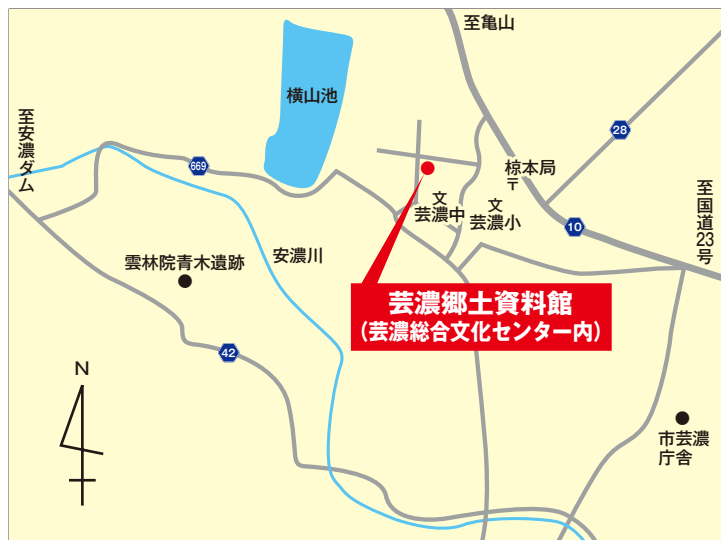 至亀山
横山池
至安濃ダム
28
669
椋本局
〒
文
芸濃中
文
芸濃小
至国道23号
10
雲林院青木遺跡
安濃川
芸濃郷土資料館
(芸濃総合文化センター内)
42
N
市芸濃
庁舎